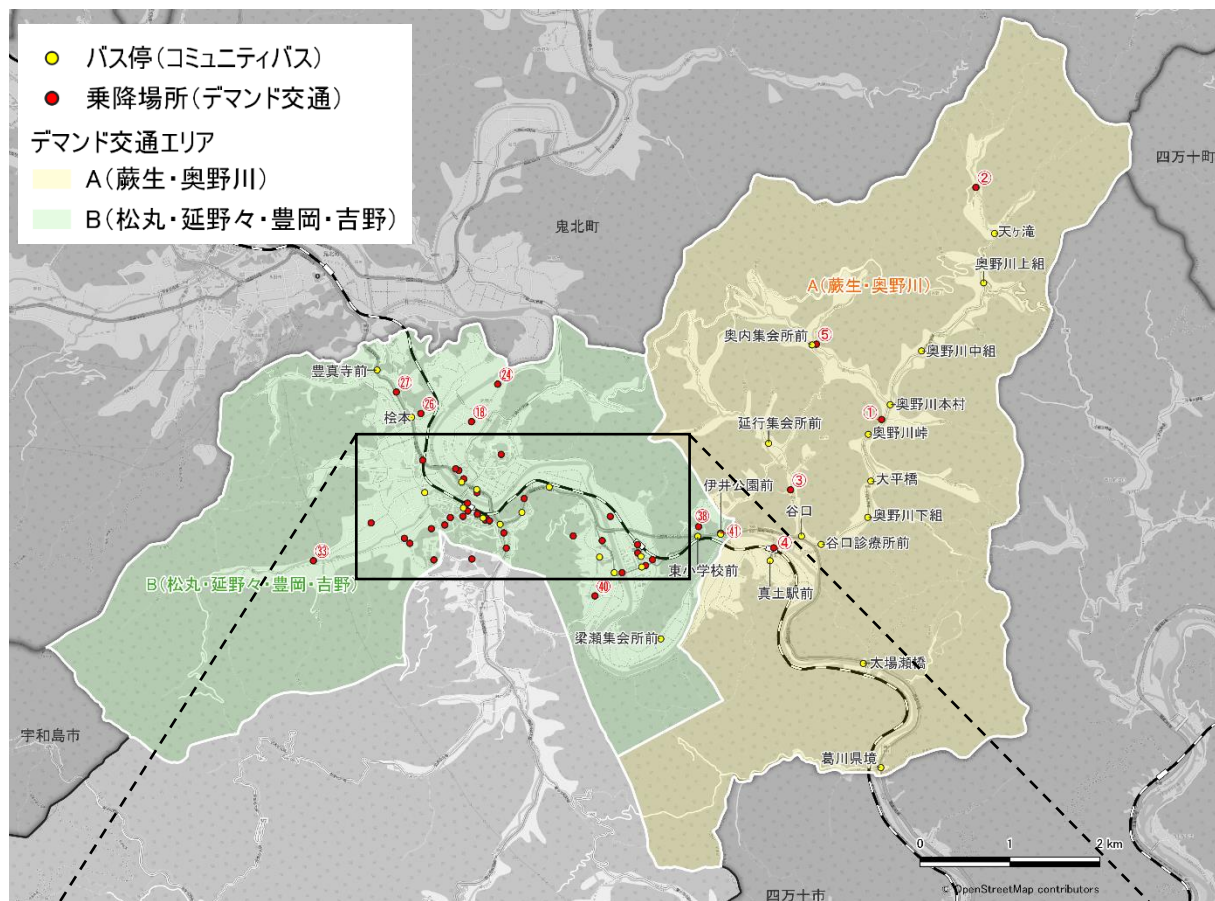 バス停(コミュニティバス)
乗降場所(デマンド交通)
デマンド交通エリア
A(蕨生・奥野川)
B(松丸・延野々・豊岡・吉野)
四万十町
②
鬼北町
天ヶ滝
奥野川上組
A(蕨生・奥野川)
奥内集会所前
⑤
奥野川中組
豊真寺前
㉗
㉔
桧本
㉖
⑱
奥野川本村
①
奥野川峠
延行集会所前
大平橋
伊井公園前
③
谷口
奥野川下組
㊳
㊶
谷口診療所前
④
東小学校前
真土駅前
㉝
B(松丸・延野々・豊岡・吉野)
㊵
梁瀬集会所前
太場瀬橋
宇和島市
葛川県境
0 1 2 km
© OpenStreetMap contributors
四万十市